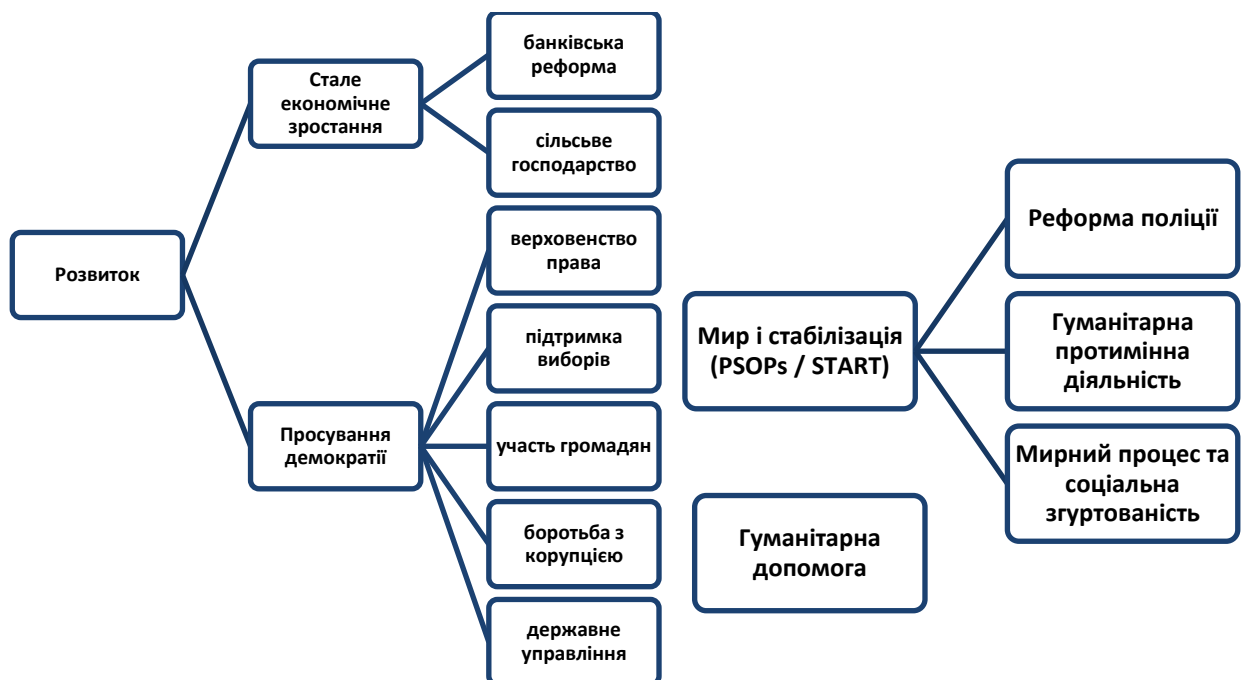 Розвиток
Стале
економічне
зростання
банківська
реформа
сільсьве
господарство
Просування
демократії
верховенство
права
підтримка
виборів
участь громадян
боротьба з
корупцією
державне
управління
Мир і стабілізація
(PSOPs / START)
Реформа поліції
Гуманітарна
протимінна
діяльність
Мирний процес та
соціальна
згуртованість
Гуманітарна
допомога